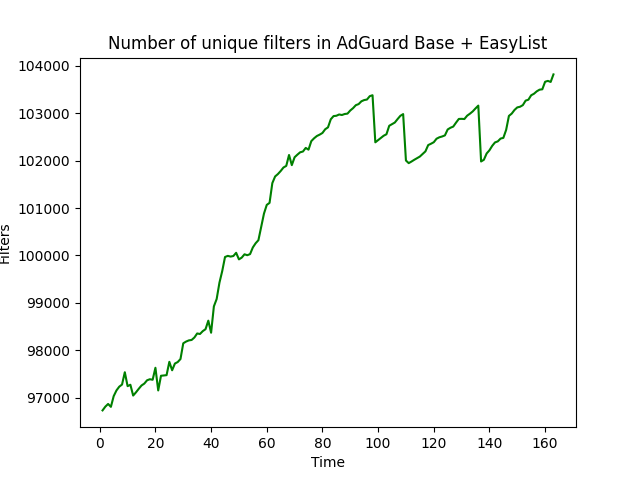 Number of unique filters in AdGuard Base + EasyList
104000
103000
102000
101000
100000
99000
98000
97000
Filters
0 20 40 60 80 100 120 140 160
Time